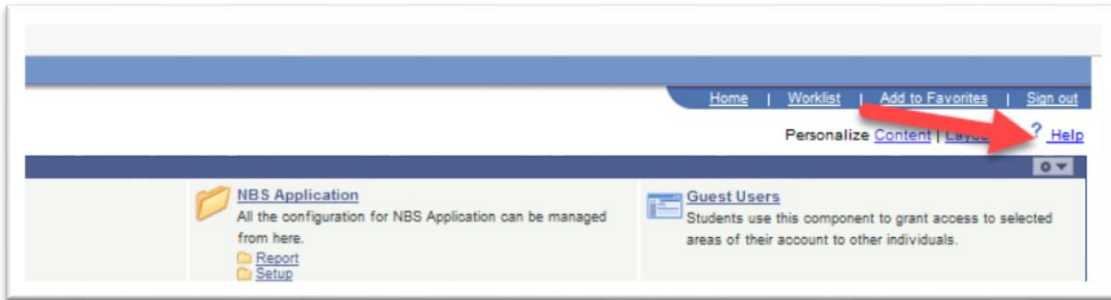 Home | Worklist | Add to Favorites | Sign out
Personalize Content | ? Help
NBS Application
All the configuration for NBS Application can be managed
from here.
Report
Setup
Guest Users
Students use this component to grant access to selected
areas of their account to other individuals.